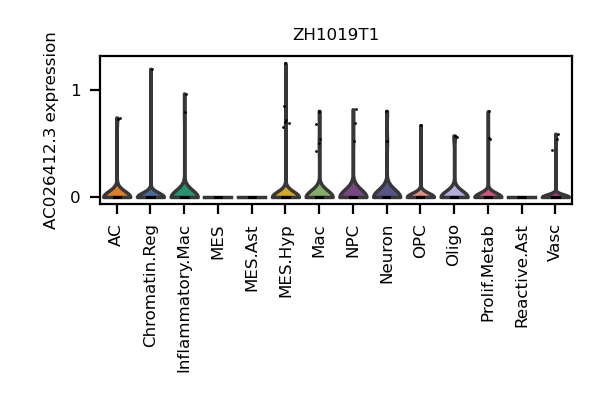 ZH1019T1
AC026412.3 expression
1
0
AC
Chromatin.Reg
Inflammatory.Mac
MES
MES.Ast
MES.Hyp
Mac
NPC
Neuron
OPC
Oligo
Prolif.Metab
Reactive.Ast
Vasc